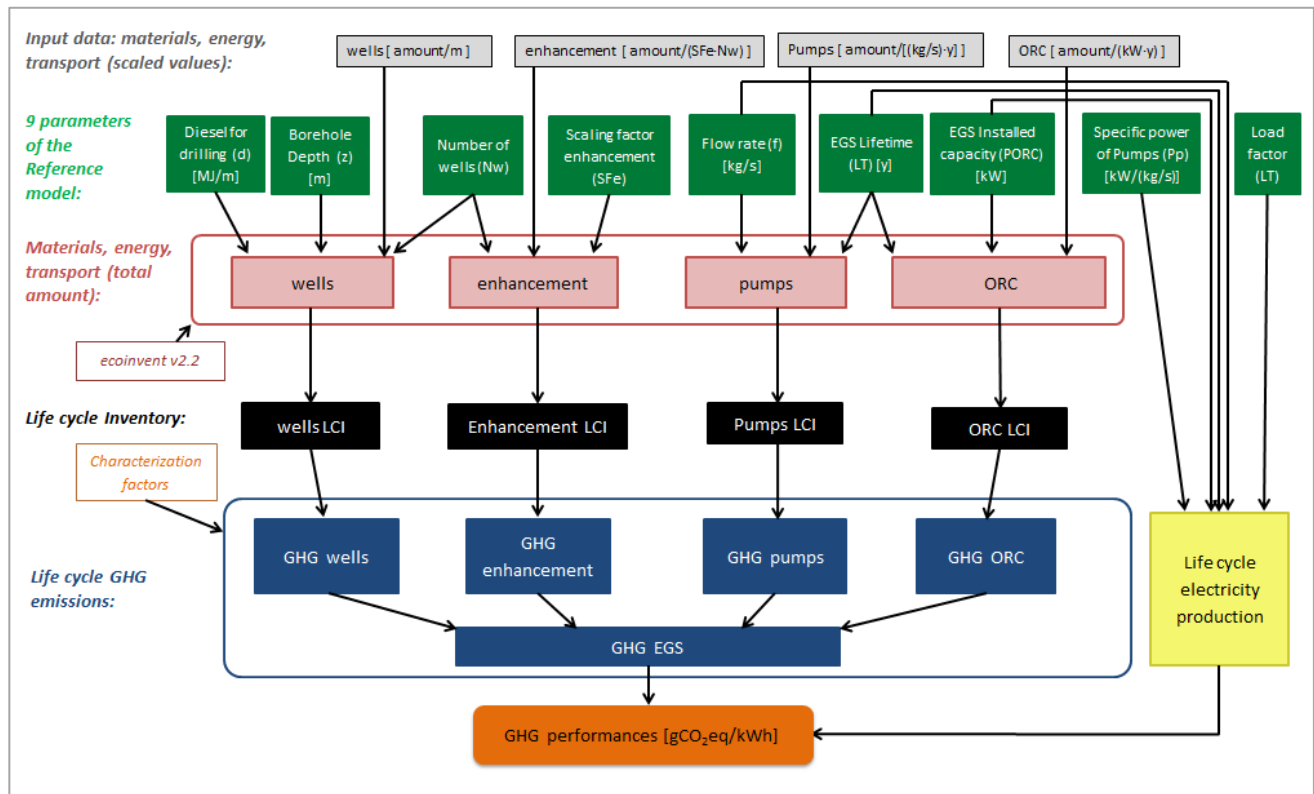 Input data: materials, energy,
transport (scaled values):
wells [ amount/m ]
enhancement [ amount/(SFe·Nw)]
Pumps [ amount/[(kg/s)·y] ]
ORC [ amount/(kW·y) ]
9 parameters
of the
Reference
model:
Diesel for
drilling (d)
[MJ/m]
Borehole
Depth (z)
[m]
Number of
wells (Nw)
Scaling factor
enhancement
(SFe)
Flow rate (f)
[kg/s]
EGS Lifetime
(LT) [y]
EGS Installed
capacity (PORC)
[kW]
Specific power
of Pumps (Pp)
[kW/(kg/s)]
Load
factor
(LT)
Materials, energy,
transport (total
amount):
wells
enhancement
pumps
ORC
ecoinvent v2.2
Life cycle Inventory:
wells LCI
Enhancement LCI
Pumps LCI
ORC LCI
Characterization
factors
Life cycle GHG
emissions:
GHG wells
GHG
enhancement
GHG pumps
GHG ORC
Life cycle
electricity
production
GHG EGS
GHG performances [gCO₂eq/kWh]